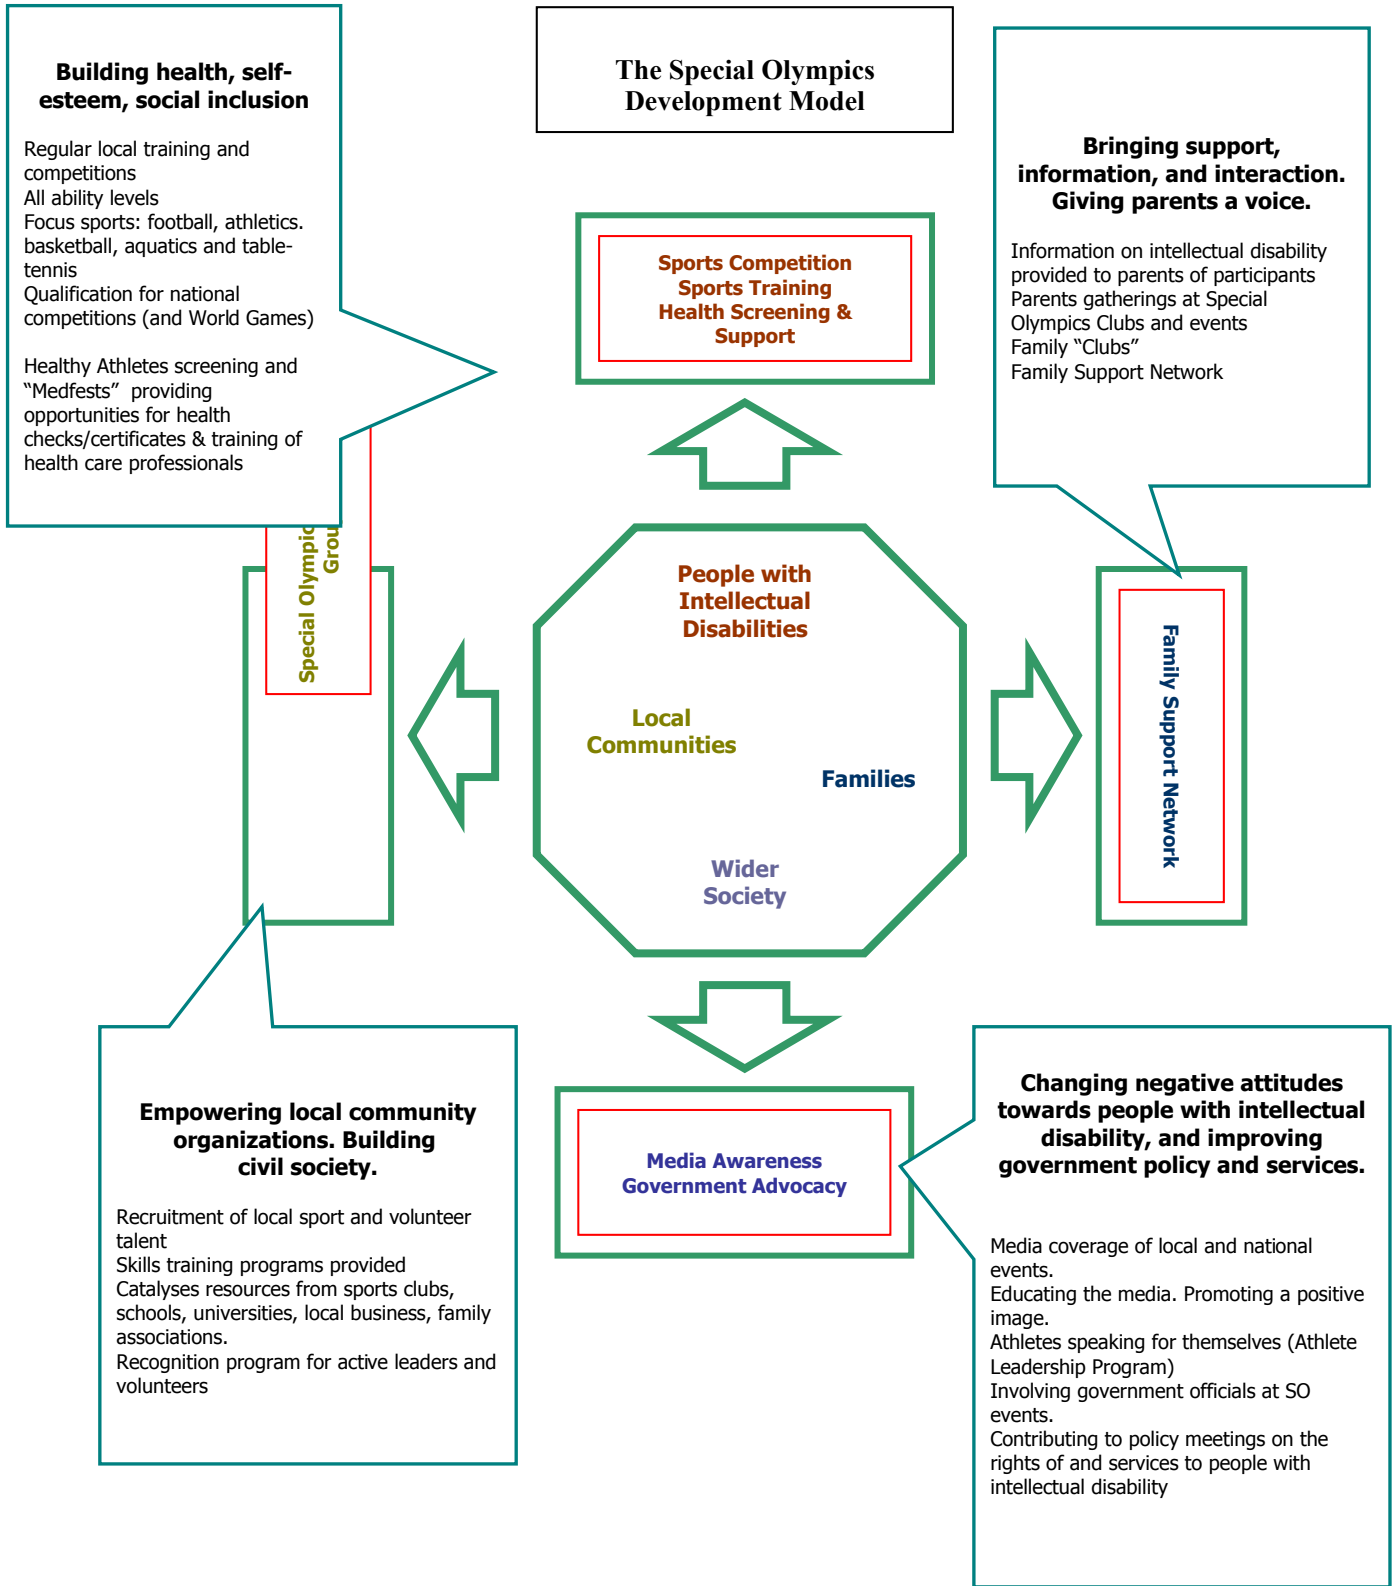 The Special Olympics
Development Model
Building health, self-
esteem, social inclusion
Regular local training and
competitions
All ability levels
Focus sports: football, athletics.
basketball, aquatics and table-
tennis
Qualification for national
competitions (and World Games)
Healthy Athletes screening and
“Medfests” providing
opportunities for health
checks/certificates & training of
health care professionals
Bringing support,
information, and interaction.
Giving parents a voice.
Information on intellectual disability
provided to parents of participants
Parents gatherings at Special
Olympics Clubs and events
Family “Clubs”
Family Support Network
Sports Competition
Sports Training
Health Screening &
Support
Special
People with
Intellectual
Disabilities
Local
Communities
Families
Wider
Society
Family Support Network
Media Awareness
Government Advocacy
Empowering local community
organizations. Building
civil society.
Recruitment of local sport and volunteer
talent
Skills training programs provided
Catalyses resources from sports clubs,
schools, universities, local business, family
associations.
Recognition program for active leaders and
volunteers
Changing negative attitudes
towards people with intellectual
disability, and improving
government policy and services.
Media coverage of local and national
events.
Educating the media. Promoting a positive
image.
Athletes speaking for themselves (Athlete
Leadership Program)
Involving government officials at SO
events.
Contributing to policy meetings on the
rights of and services to people with
intellectual disability